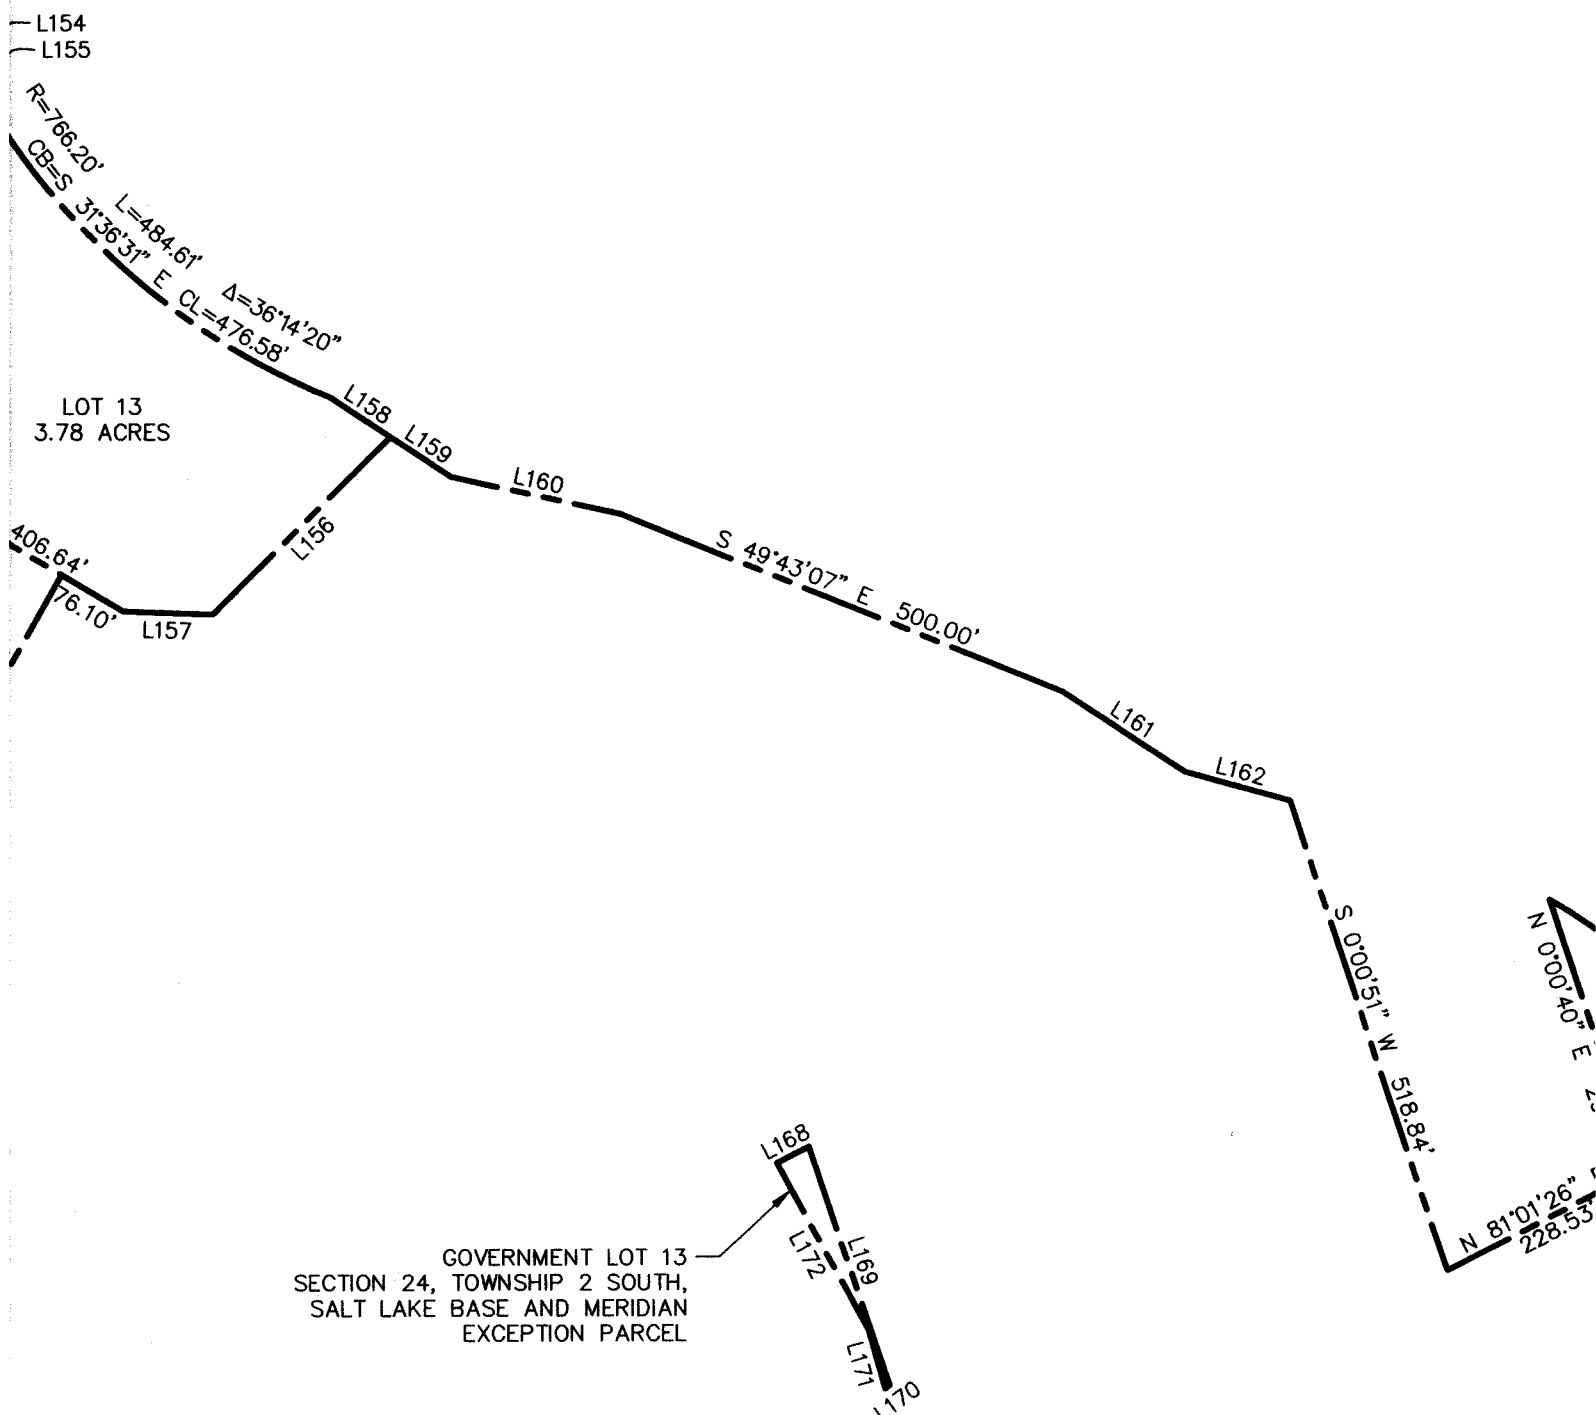 L154
L155
R=766.20' L=484.61' Δ=36°14'20"
CB=S 31°36'31" E CL=476.58'
LOT 13
3.78 ACRES
L158
L159
L160
L156
406.64'
76.10'
L157
S 49°43'07" E 500.00'
L161
L162
S 0°00'51" W 518.84'
N 0°00'40" E
N 81°01'26"
228.53'
L168
L169
L172
GOVERNMENT LOT 13
SECTION 24, TOWNSHIP 2 SOUTH,
SALT LAKE BASE AND MERIDIAN
EXCEPTION PARCEL
L171
L170